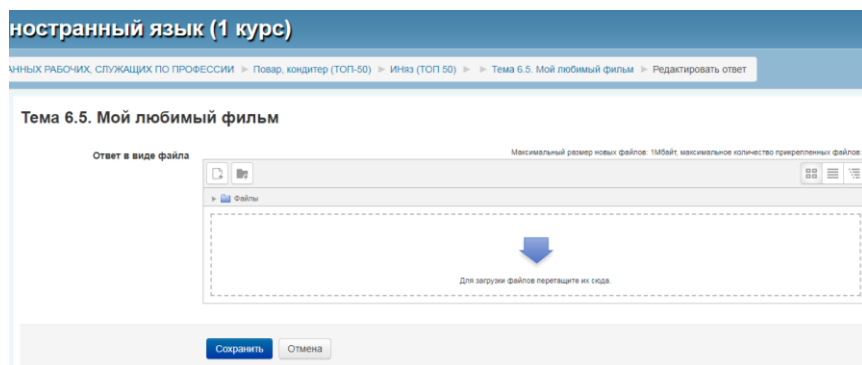 ностранный язык (1 курс)
АННЫХ РАБОЧИХ, СЛУЖАЩИХ ПО ПРОФЕССИИ ► Повар, кондитер (ТОП-50) ► ИНяз (ТОП 50) ► ► Тема 6.5. Мой любимый фильм ► Редактировать ответ
Тема 6.5. Мой любимый фильм
Ответ в виде файла
Максимальный размер новых файлов: 1Мбайт, максимальное количество прикрепленных файлов:
► Файлы
Для загрузки файлов перетащите их сюда.
Сохранить Отмена